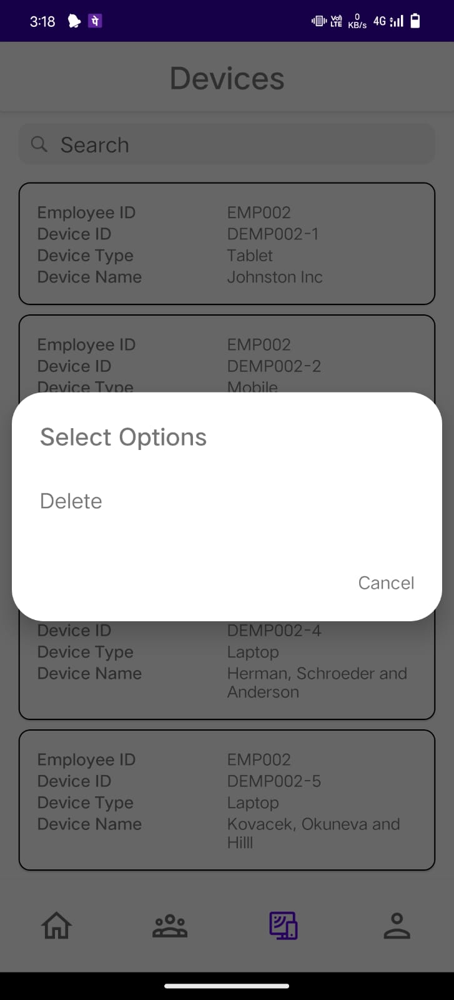 3:18 पे Vo) LTE 0 KB/s 4G
Devices
Search
Employee ID EMP002
Device ID DEMP002-1
Device Type Tablet
Device Name Johnston Inc
Employee ID EMP002
Device ID DEMP002-2
Device Type Mobile
Select Options
Delete
Cancel
Device ID DEMP002-4
Device Type Laptop
Device Name Herman, Schroeder and
Anderson
Employee ID EMP002
Device ID DEMP002-5
Device Type Laptop
Device Name Kovacek, Okuneva and
Hilll